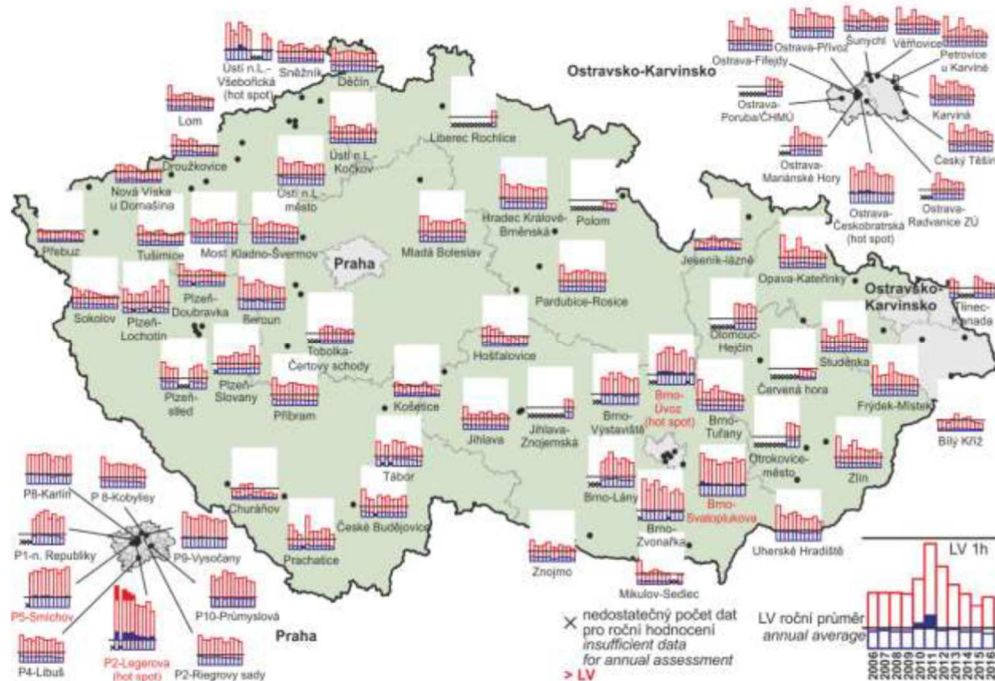 Ústí n.L.-
Všebořická
(hot spot)
Sněžník
Děčín
Lom
Ústí n.L.-
Kočkov
Droužkovice
Ústí n.L.-
město
Nová Víska
u Domašína
Liberec Rochlice
Ostravsko-Karvinsko
Ostrava-Fifejdy
Ostrava-Přívoz
Šunychl
Věřňovice
Petrovice
u Karviné
Ostrava-
Poruba/ČHMÚ
Karviná
Ostrava-
Mariánské Hory
Český Těšín
Ostrava-
Českobratrská
(hot spot)
Ostrava-
Radvanice ZÚ
Přebuz
Tušimice
Most
Kladno-Švermov
Praha
Mladá Boleslav
Hradec Králové-
Brněnská
Polom
Jeseník-lázně
Opava-Kateřinky
Ostravsko-
Karvinsko
Třinec-
Kanada
Sokolov
Plzeň-
Lochotín
Plzeň-
Doubravka
Beroun
Tobolka-
Čertovy schody
Pardubice-Rosice
Hošťalovice
Olomouc-
Hejčín
Studénka
Plzeň-
střed
Plzeň-
Slovany
Příbram
Košetice
Jihlava
Jihlava-
Znojemská
Brno-
Výstaviště
Brno-
Úvoz
(hot spot)
Brno-
Tuřany
Červená hora
Frýdek-Místek
Bílý Kříž
Otrokovice-
město
Zlín
Tábor
Churáňov
Prachatice
České Budějovice
Brno-Lány
Brno-
Zvonařka
Brno-
Svatoplukova
Uherské Hradiště
Znojmo
Mikulov-Sedlec
P8-Karlín
P 8-Kobylisy
P1-n. Republiky
P9-Vysočany
P5-Smíchov
P10-Průmyslová
P4-Libuš
P2-Legerova
(hot spot)
P2-Riegrovy sady
Praha
× nedostatečný počet dat
pro roční hodnocení
insufficient data
for annual assessment
> LV
LV 1h
LV roční průměr
annual average
2006
2007
2008
2009
2010
2011
2012
2013
2014
2015
2016